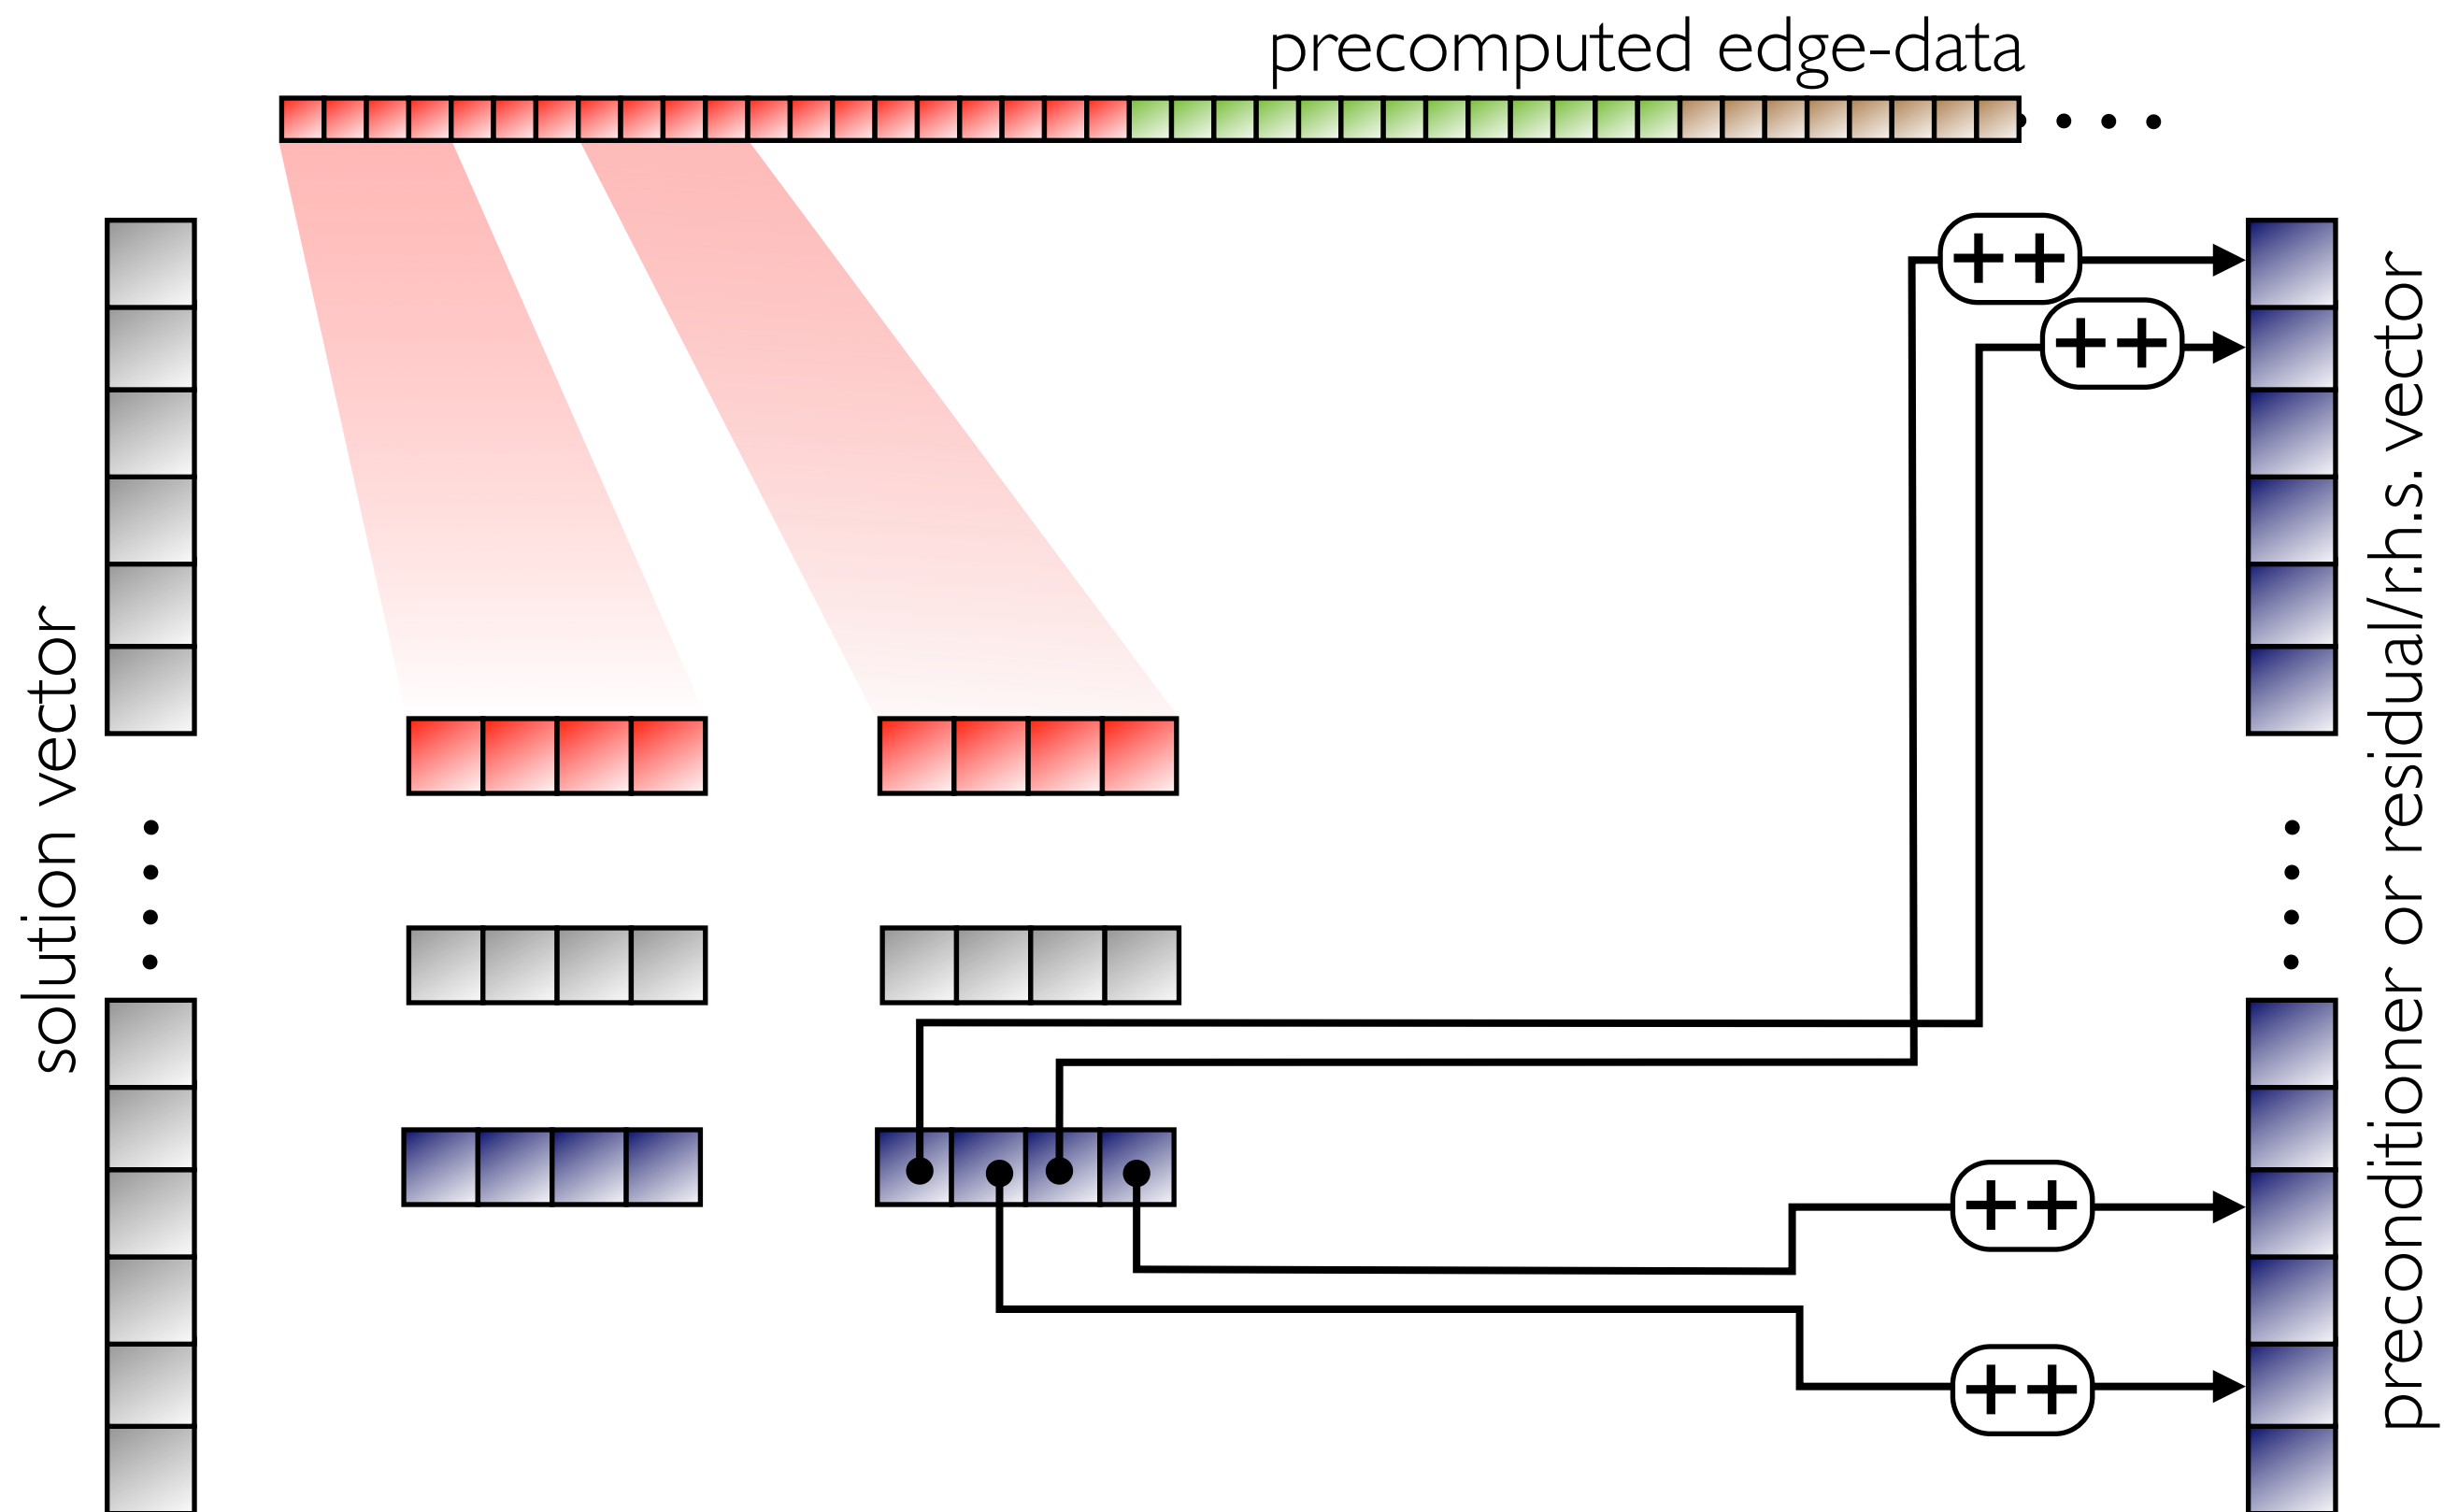 precomputed edge-data
solution vector
++
++
++
++
preconditioner or residual/r.h.s. vector